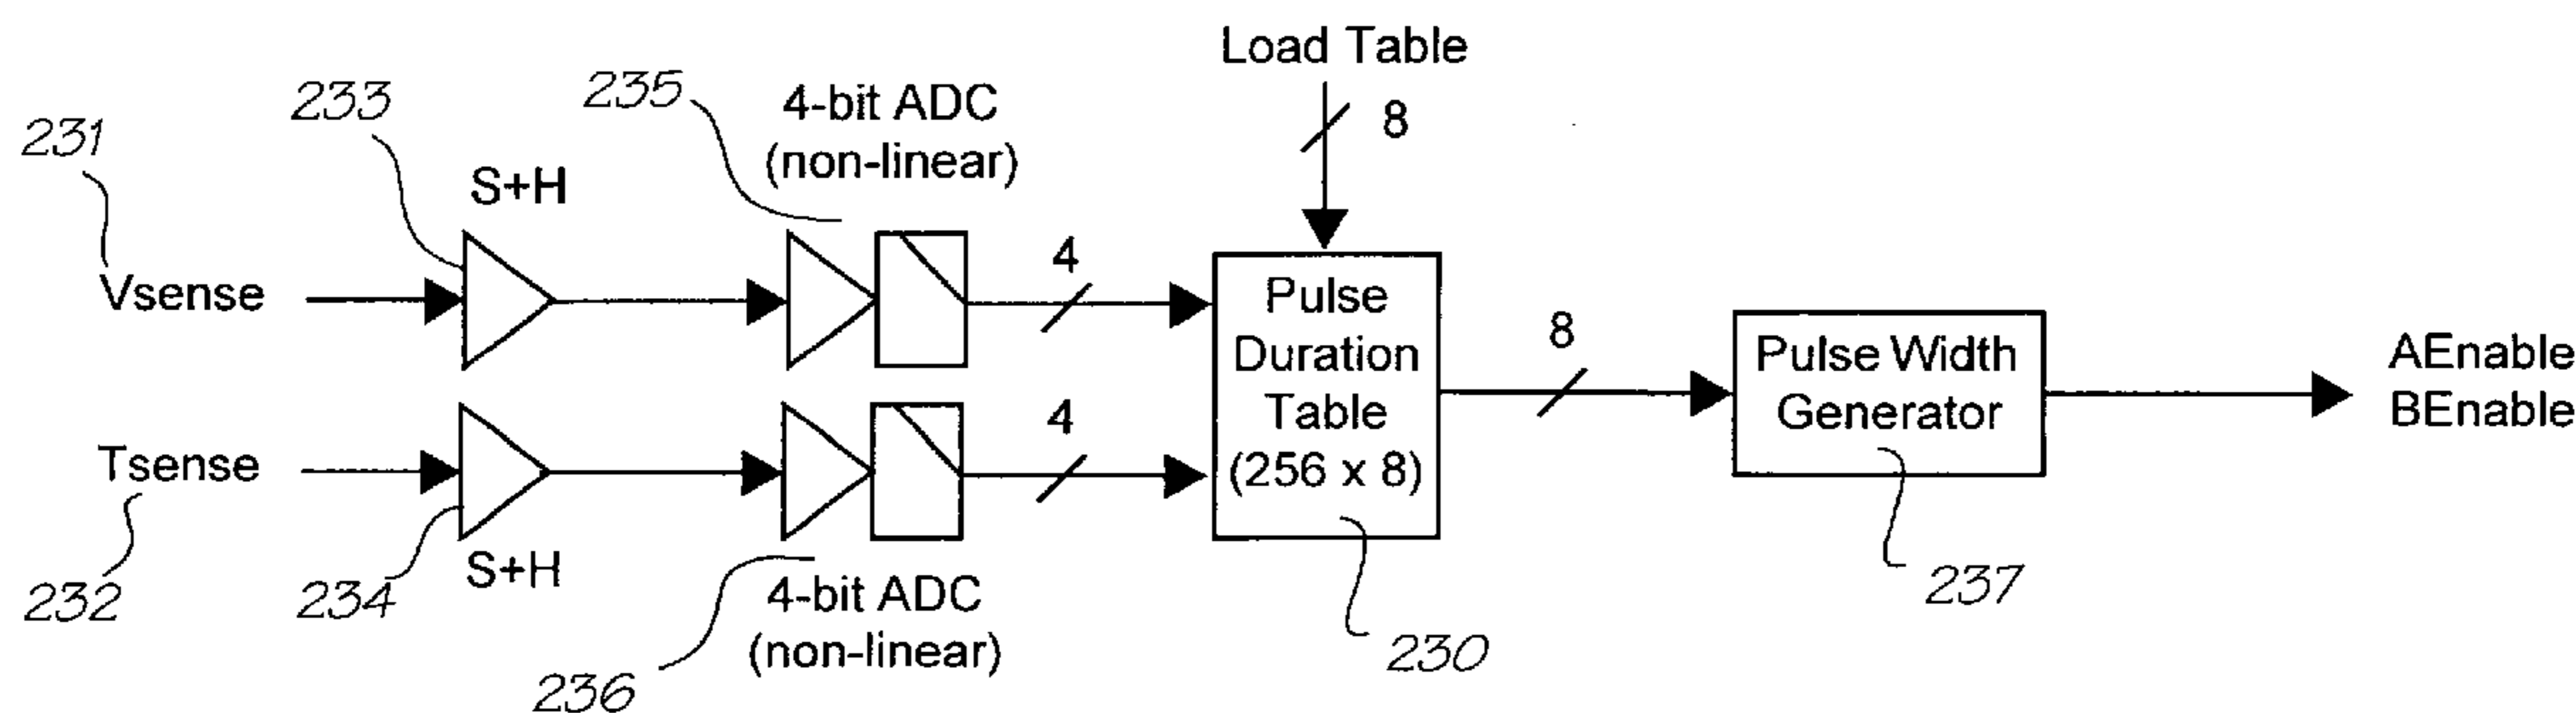 Load Table
8
231
233
235
4-bit ADC
(non-linear)
S+H
Vsense
4
Pulse
Duration
Table
(256 x 8)
8
Pulse Width
Generator
AEnable
BEnable
Tsense
4
232
234
S+H
236
4-bit ADC
(non-linear)
230
237